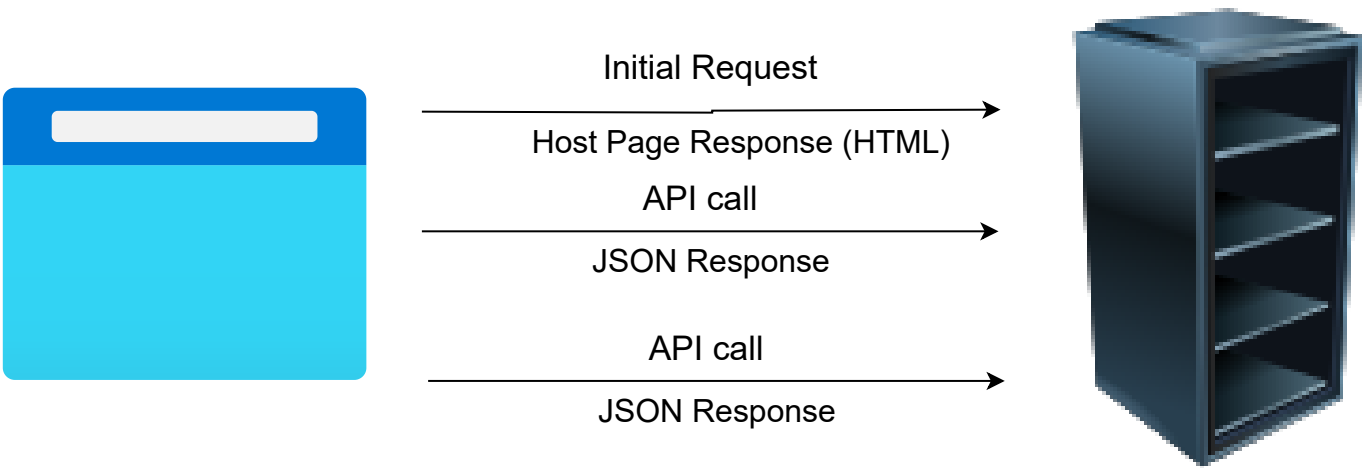 Initial Request
Host Page Response (HTML)
API call
JSON Response
API call
JSON Response